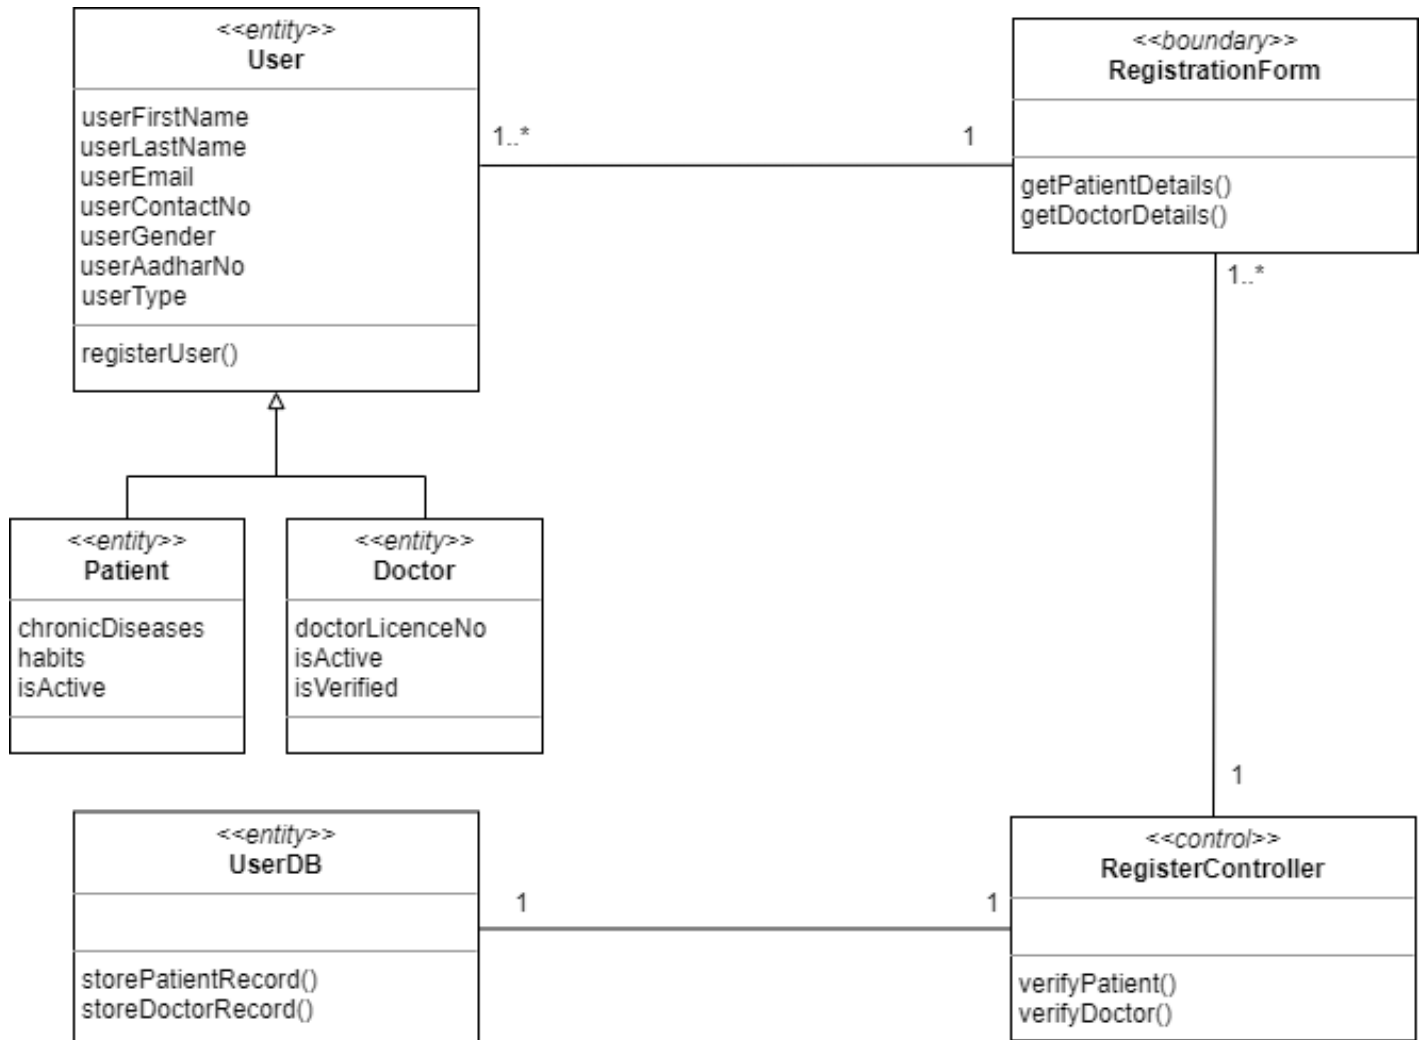 <<entity>>
User
userFirstName
userLastName
userEmail
userContactNo
userGender
userAadharNo
userType
registerUser()
1..*
1
<<boundary>>
RegistrationForm
getPatientDetails()
getDoctorDetails()
1..*
<<entity>>
Patient
chronicDiseases
habits
isActive
<<entity>>
Doctor
doctorLicenceNo
isActive
isVerified
1
<<entity>>
UserDB
storePatientRecord()
storeDoctorRecord()
1
1
<<control>>
RegisterController
verifyPatient()
verifyDoctor()